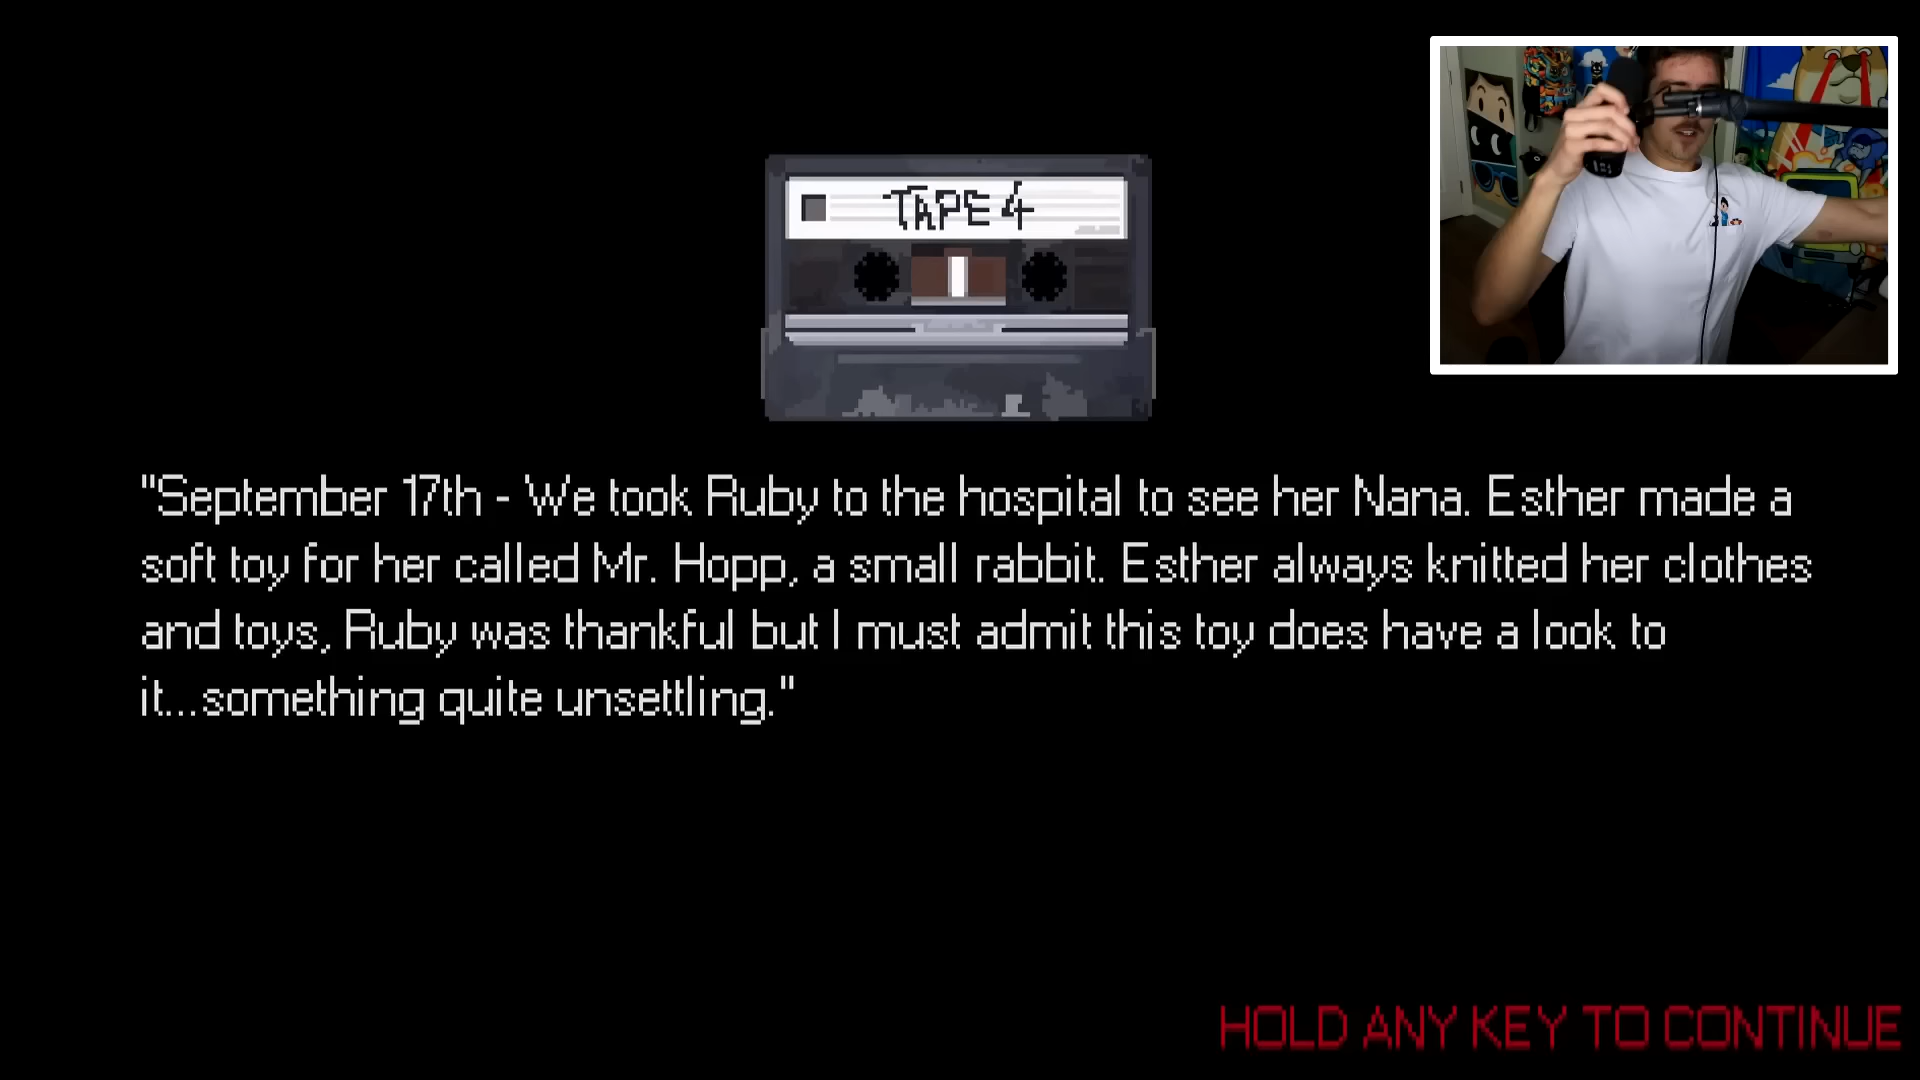 TAPE 4
"September 17th - We took Ruby to the hospital to see her Nana. Esther made a
soft toy for her called Mr. Hopp, a small rabbit. Esther always knitted her clothes
and toys, Ruby was thankful but I must admit this toy does have a look to
it...something quite unsettling."
HOLD ANY KEY TO CONTINUE